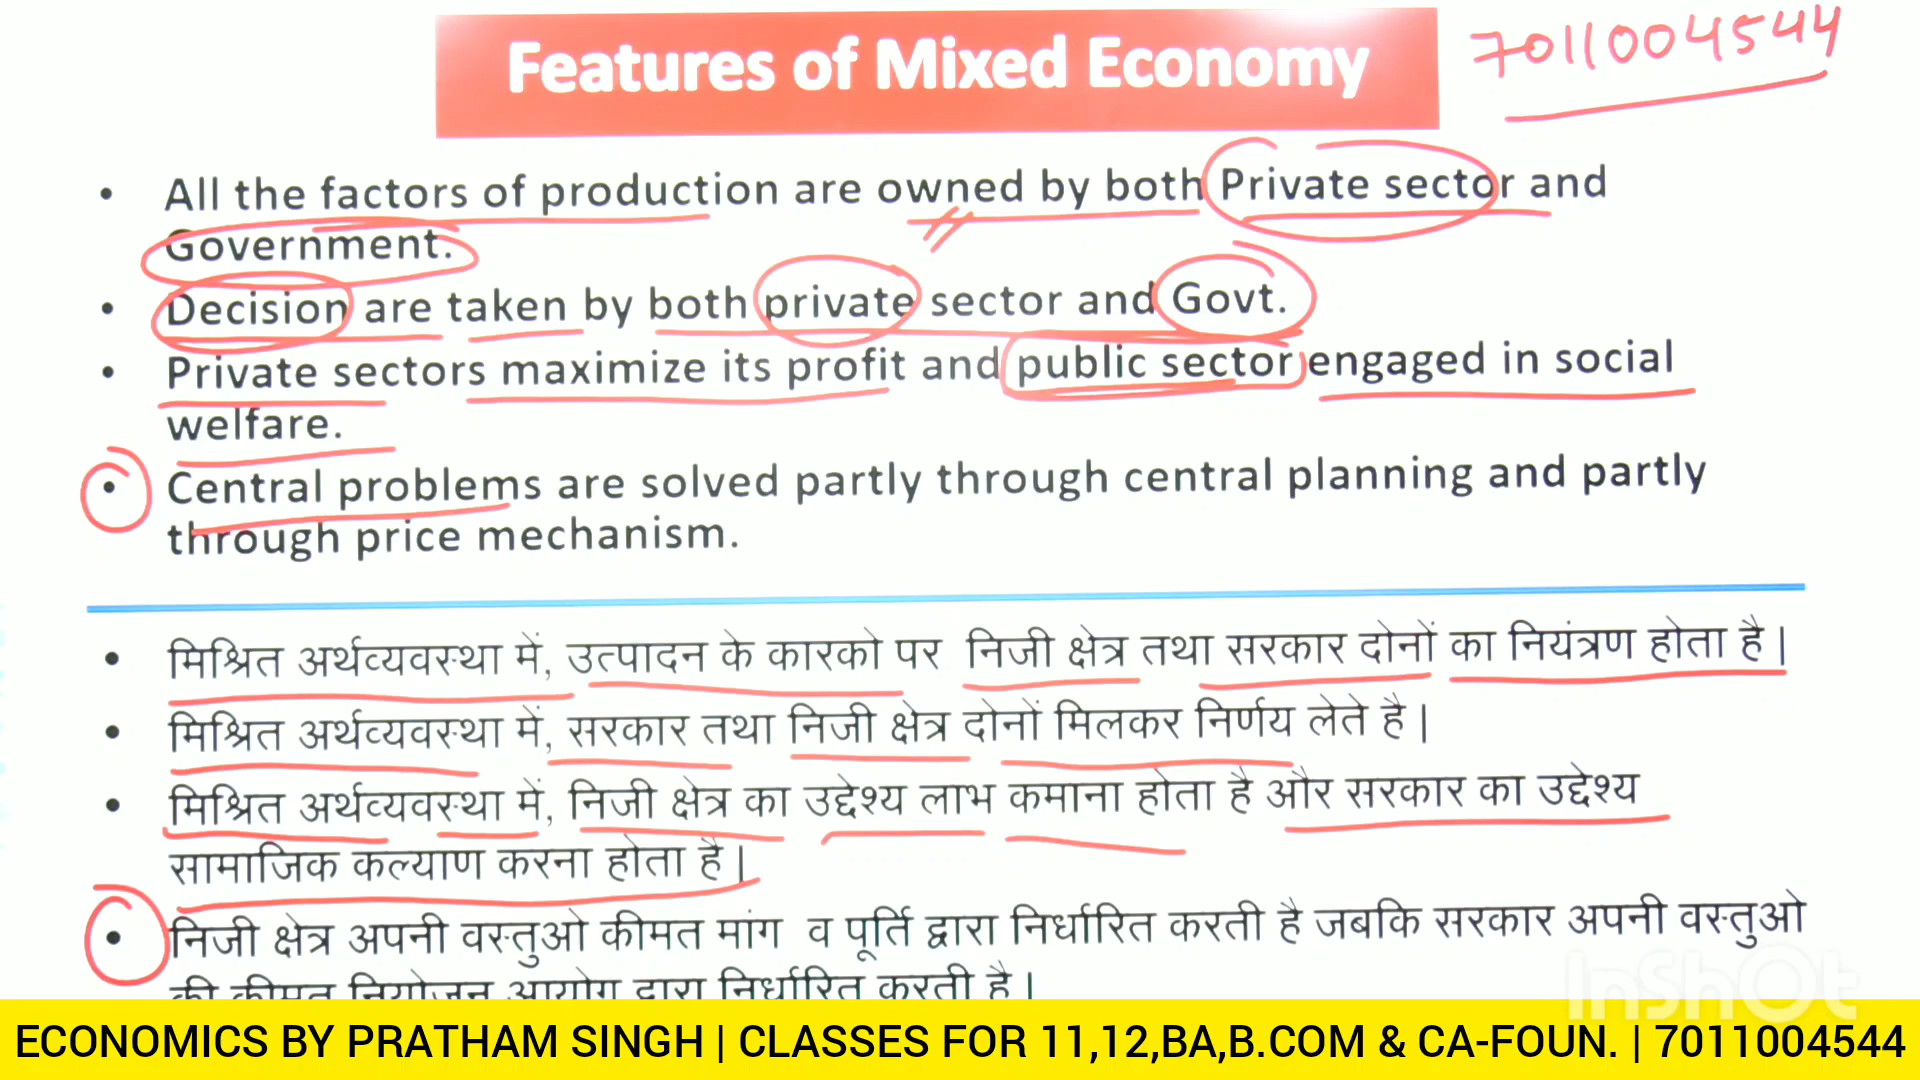 Features of Mixed Economy
7011004544
• All the factors of production are owned by both Private sector and
Government.
• Decision are taken by both private sector and Govt.
• Private sectors maximize its profit and public sector engaged in social
welfare.
• Central problems are solved partly through central planning and partly
through price mechanism.
• मिश्रित अर्थव्यवस्था में, उत्पादन के कारको पर निजी क्षेत्र तथा सरकार दोनों का नियंत्रण होता है |
• मिश्रित अर्थव्यवस्था में, सरकार तथा निजी क्षेत्र दोनों मिलकर निर्णय लेते है |
• मिश्रित अर्थव्यवस्था में, निजी क्षेत्र का उद्देश्य लाभ कमाना होता है और सरकार का उद्देश्य
सामाजिक कल्याण करना होता है |
• निजी क्षेत्र अपनी वस्तुओ कीमत मांग व पूर्ति द्वारा निर्धारित करती है जबकि सरकार अपनी वस्तुओ
की कीमत नियोजन आयोग द्वारा निर्धारित करती है |
InShOt
ECONOMICS BY PRATHAM SINGH | CLASSES FOR 11,12,BA,B.COM & CA-FOUN. | 7011004544